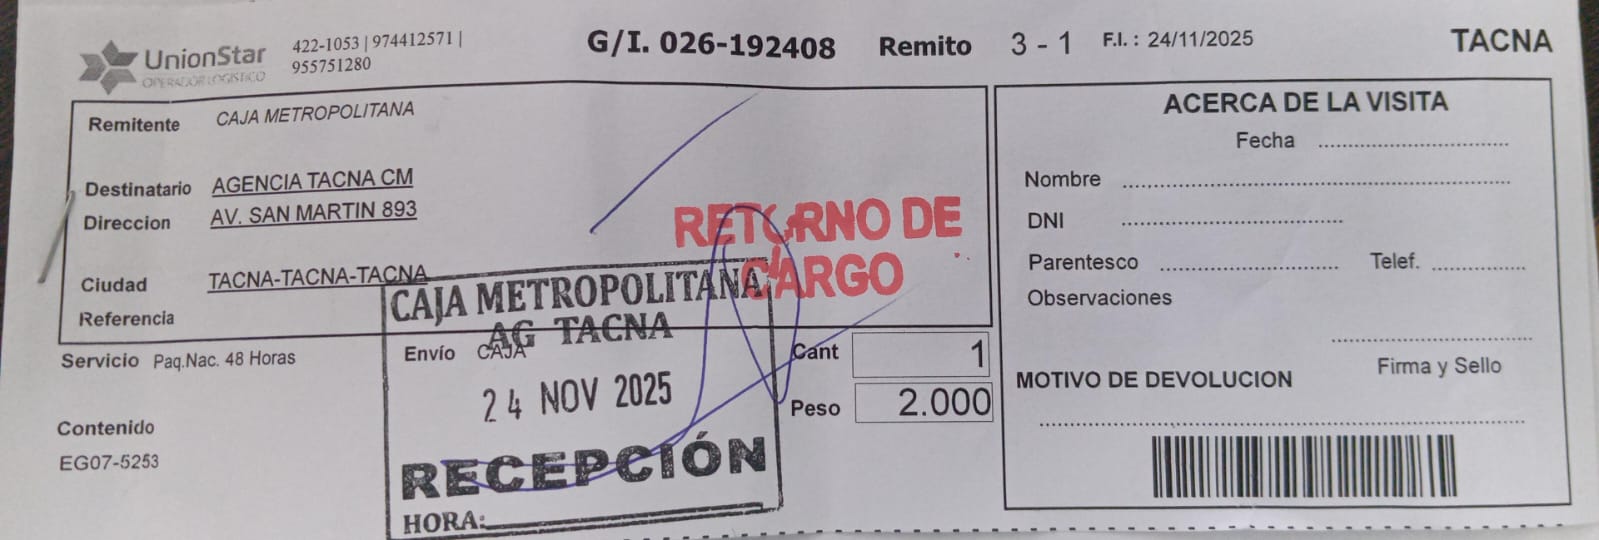 UnionStar
OPERADOR LOGISTICO
422-1053 | 974412571 |
955751280
G/I. 026-192408 Remito 3 - 1 F.I. : 24/11/2025 TACNA
Remitente CAJA METROPOLITANA
Destinatario AGENCIA TACNA CM
Direccion AV. SAN MARTIN 893
Ciudad TACNA-TACNA-TACNA
Referencia
RETORNO DE
CARGO
Servicio Paq.Nac. 48 Horas
Envío CAJA
Cant 1
Peso 2.000
Contenido
EG07-5253
CAJA METROPOLITANA
AG TACNA
24 NOV 2025
RECEPCIÓN
HORA:
ACERCA DE LA VISITA
Fecha
Nombre
DNI
Parentesco Telef.
Observaciones
Firma y Sello
MOTIVO DE DEVOLUCION